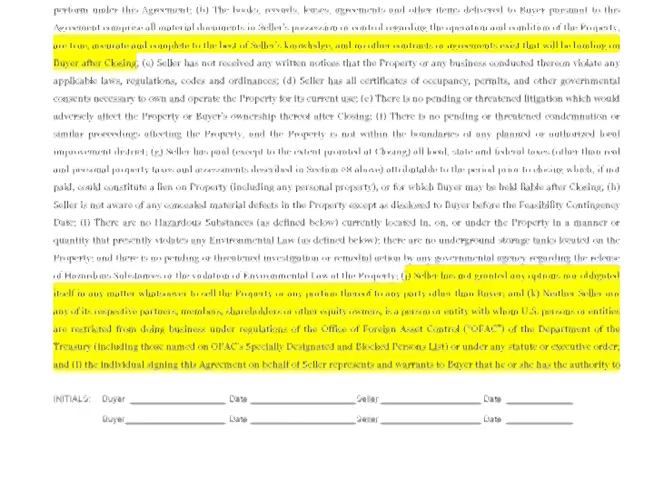 perform under this Agreement; (b) The books, records, leases, agreements and other items delivered to Buyer pursuant to this
Agreement comprise all material documents in Seller's possession or control regarding the operation and condition of the Property,
are true, accurate and complete to the best of Seller's knowledge, and no other contracts or agreements exist that will be binding on
Buyer after Closing; (c) Seller has not received any written notices that the Property or any business conducted thereon violate any
applicable laws, regulations, codes and ordinances; (d) Seller has all certificates of occupancy, permits, and other governmental
consents necessary to own and operate the Property for its current use; (e) There is no pending or threatened litigation which would
adversely affect the Property or Buyer's ownership thereof after Closing; (f) There is no pending or threatened condemnation or
similar proceedings affecting the Property, and the Property is not within the boundaries of any planned or authorized local
improvement district; (g) Seller has paid (except to the extent prorated at Closing) all local, state and federal taxes (other than real
and personal property taxes and assessments described in Section 8 above) attributable to the period prior to closing which, if not
paid, could constitute a lien on Property (including any personal property), or for which Buyer may be held liable after Closing; (h)
Seller is not aware of any concealed material defects in the Property except as disclosed to Buyer before the Feasibility Contingency
Date; (i) There are no Hazardous Substances (as defined below) currently located in, on, or under the Property in a manner or
quantity that presently violates any Environmental Law (as defined below); there are no underground storage tanks located on the
Property; and there is no pending or threatened investigation or remedial action by any governmental agency regarding the release
of Hazardous Substances or the violation of Environmental Law at the Property; (j) Seller has not granted any options nor obligated
itself in any matter whatsoever to sell the Property or any portion thereof to any party other than Buyer; and (k) Neither Seller nor
any of its respective partners, members, shareholders or other equity owners, is a person or entity with whom U.S. persons or entities
are restricted from doing business under regulations of the Office of Foreign Asset Control ("OFAC") of the Department of the
Treasury (including those named on OFAC's Specially Designated and Blocked Persons List) or under any statute or executive order;
and (l) the individual signing this Agreement on behalf of Seller represents and warrants to Buyer that he or she has the authority to
INITIALS: Buyer Date Seller Date
Buyer Date Seller Date